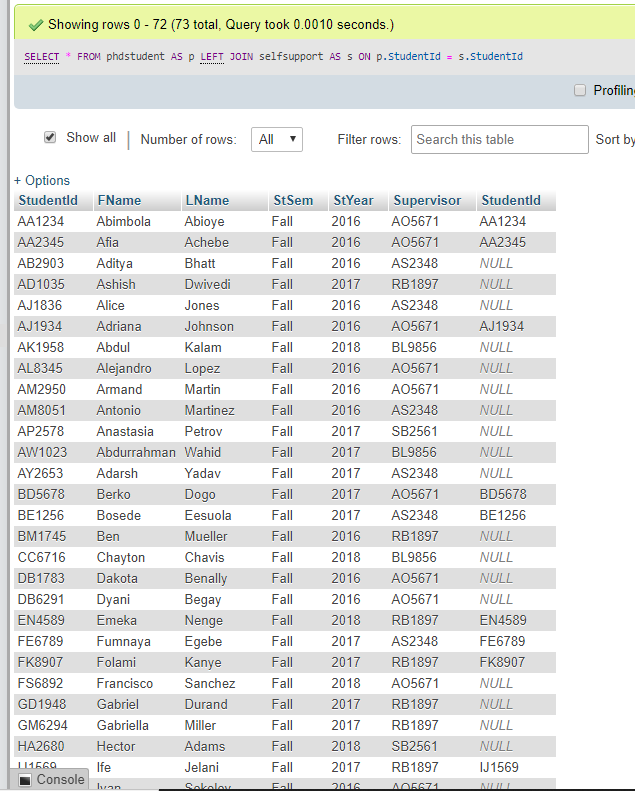 Showing rows 0 - 72 (73 total, Query took 0.0010 seconds.)
SELECT * FROM phdstudent AS p LEFT JOIN selfsupport AS s ON p.StudentId = s.StudentId
Profiling
Show all | Number of rows: All Filter rows: Search this table Sort by
+ Options
StudentId FName LName StSem StYear Supervisor StudentId
AA1234 Abimbola Abioye Fall 2016 AO5671 AA1234
AA2345 Afia Achebe Fall 2016 AO5671 AA2345
AB2903 Aditya Bhatt Fall 2016 AS2348 NULL
AD1035 Ashish Dwivedi Fall 2017 RB1897 NULL
AJ1836 Alice Jones Fall 2016 AS2348 NULL
AJ1934 Adriana Johnson Fall 2016 AO5671 AJ1934
AK1958 Abdul Kalam Fall 2018 BL9856 NULL
AL8345 Alejandro Lopez Fall 2016 AO5671 NULL
AM2950 Armand Martin Fall 2016 AO5671 NULL
AM8051 Antonio Martinez Fall 2016 AS2348 NULL
AP2578 Anastasia Petrov Fall 2017 SB2561 NULL
AW1023 Abdurrahman Wahid Fall 2017 BL9856 NULL
AY2653 Adarsh Yadav Fall 2017 AS2348 NULL
BD5678 Berko Dogo Fall 2017 AO5671 BD5678
BE1256 Bosede Eesuola Fall 2017 AS2348 BE1256
BM1745 Ben Mueller Fall 2016 RB1897 NULL
CC6716 Chayton Chavis Fall 2018 BL9856 NULL
DB1783 Dakota Benally Fall 2016 AO5671 NULL
DB6291 Dyani Begay Fall 2016 AO5671 NULL
EN4589 Emeka Nenge Fall 2018 RB1897 EN4589
FE6789 Fumnaya Egebe Fall 2017 AS2348 FE6789
FK8907 Folami Kanye Fall 2017 RB1897 FK8907
FS6892 Francisco Sanchez Fall 2018 AO5671 NULL
GD1948 Gabriel Durand Fall 2017 RB1897 NULL
GM6294 Gabriella Miller Fall 2017 RB1897 NULL
HA2680 Hector Adams Fall 2018 SB2561 NULL
IJ1569 Ife Jelani Fall 2017 RB1897 IJ1569
Console Ivan Sokolov Fall 2016 AO5671 NULL